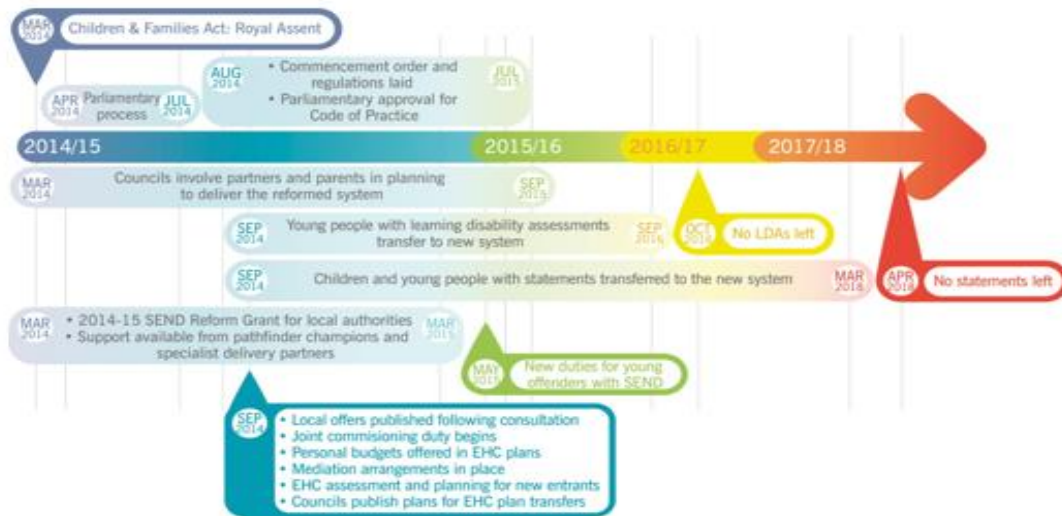 MAR
2014
Children & Families Act: Royal Assent
APR
2014
Parliamentary
process
JUL
2014
AUG
2014
• Commencement order and
regulations laid
• Parliamentary approval for
Code of Practice
JUL
2015
2014/15
2015/16
2016/17
2017/18
MAR
2014
Councils involve partners and parents in planning
to deliver the reformed system
SEP
2015
SEP
2014
Young people with learning disability assessments
transfer to new system
SEP
2016
OCT
2016
No LDAs left
SEP
2014
Children and young people with statements transferred to the new system
MAR
2018
APR
2018
No statements left
MAR
2014
• 2014-15 SEND Reform Grant for local authorities
• Support available from pathfinder champions and
specialist delivery partners
MAR
2015
MAY
2015
New duties for young
offenders with SEND
SEP
2014
• Local offers published following consultation
• Joint commisioning duty begins
• Personal budgets offered in EHC plans
• Mediation arrangements in place
• EHC assessment and planning for new entrants
• Councils publish plans for EHC plan transfers